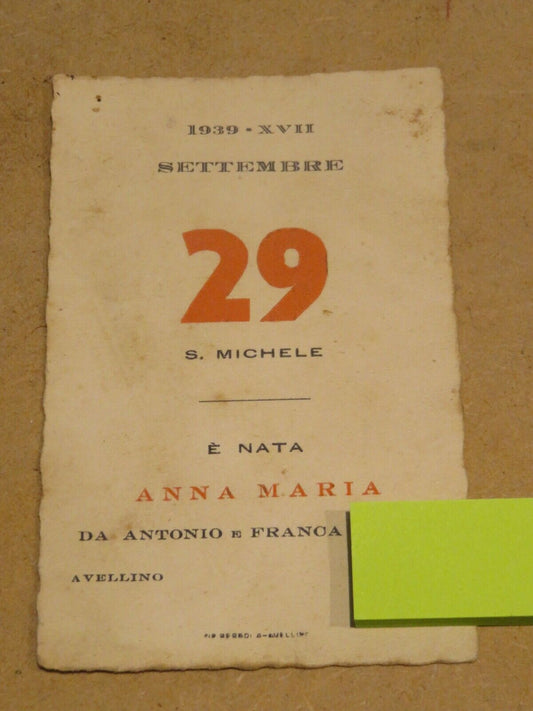 1939 • XVII
SETTEMBRE
29
S. MICHELE
È NATA
ANNA MARIA
DA ANTONIO E FRANCA
AVELLINO